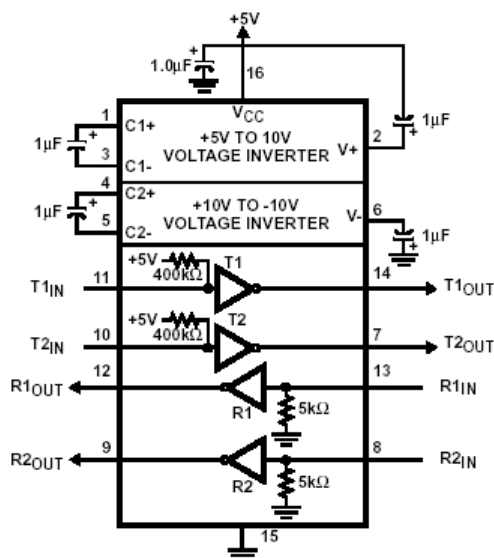 +5V
1.0µF
+
16
+
1
VCC
1µF
1µF
+
C1+
+5V TO 10V
VOLTAGE INVERTER
V+
2
3
C1-
4
C2+
1µF
+
+10V TO -10V
VOLTAGE INVERTER
V-
6
5
C2-
+
1µF
+5V
400kΩ
T1
T1IN
11
14
T1OUT
+5V
400kΩ
T2
T2IN
10
7
T2OUT
R1OUT
12
R1
13
R1IN
5kΩ
R2OUT
9
R2
8
R2IN
5kΩ
15